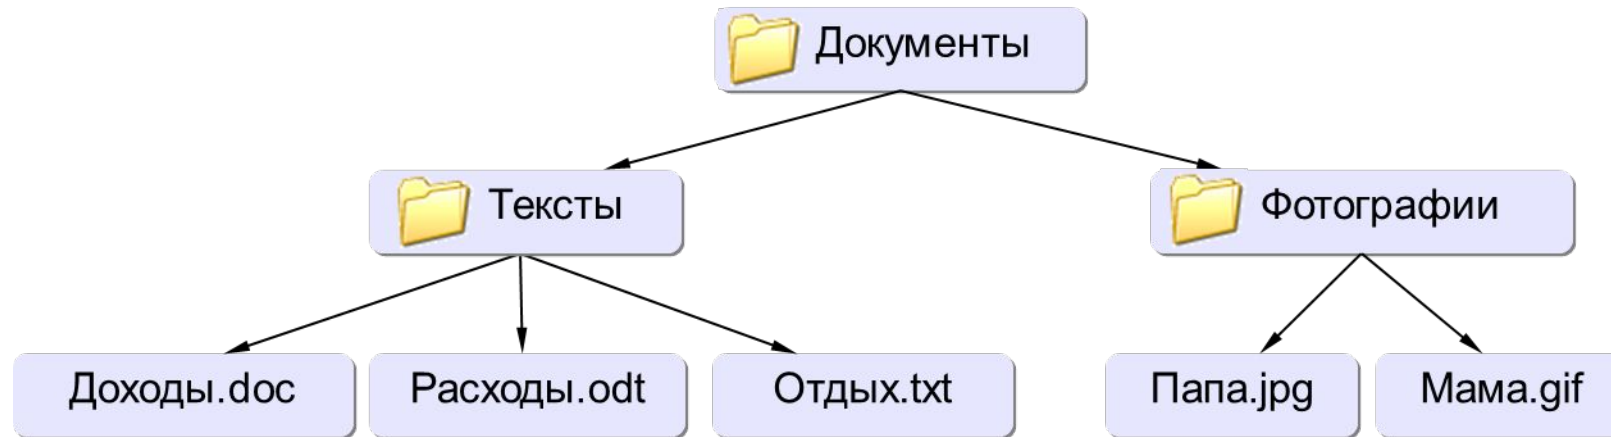 Документы
Тексты
Фотографии
Доходы.doc
Расходы.odt
Отдых.txt
Папа.jpg
Мама.gif